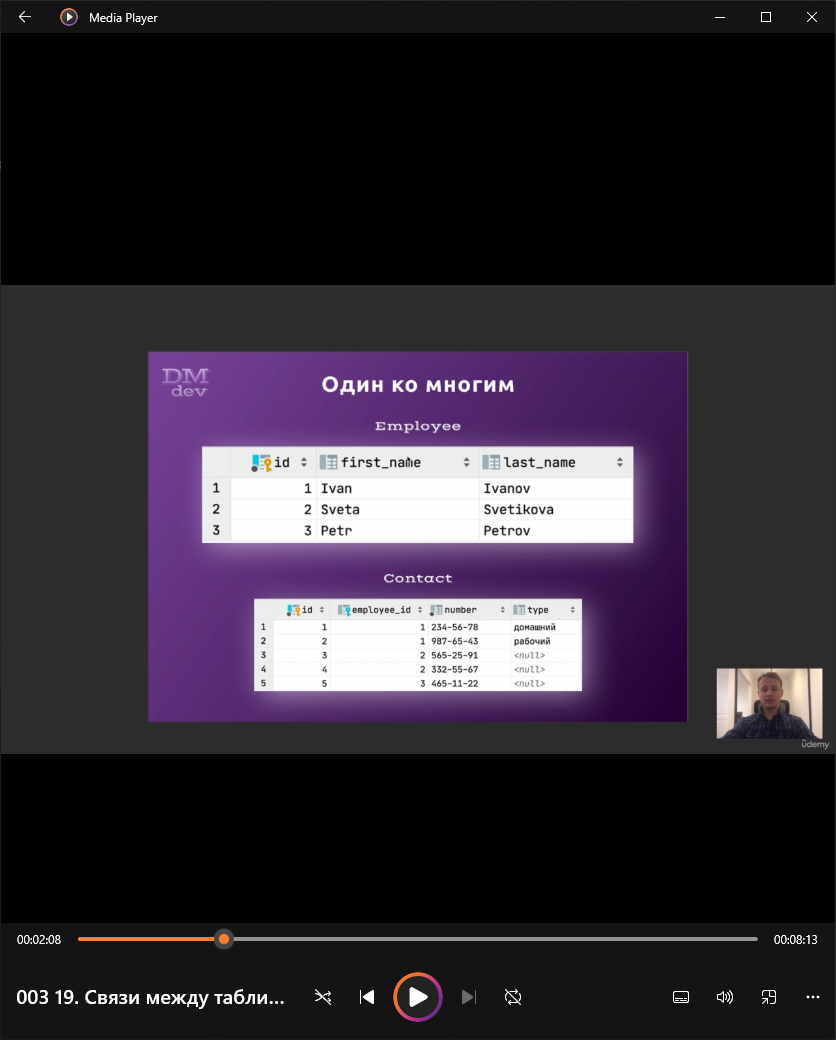 Media Player
DM
dev
Один ко многим
Employee
id first_name last_name
1 1 Ivan Ivanov
2 2 Sveta Svetikova
3 3 Petr Petrov
Contact
id employee_id number type
1 1 1 234-56-78 домашний
2 2 1 987-65-43 рабочий
3 3 2 565-25-91 <null>
4 4 2 332-55-67 <null>
5 5 3 465-11-22 <null>
ûdemy
00:02:08 00:08:13
003 19. Связи между табли...